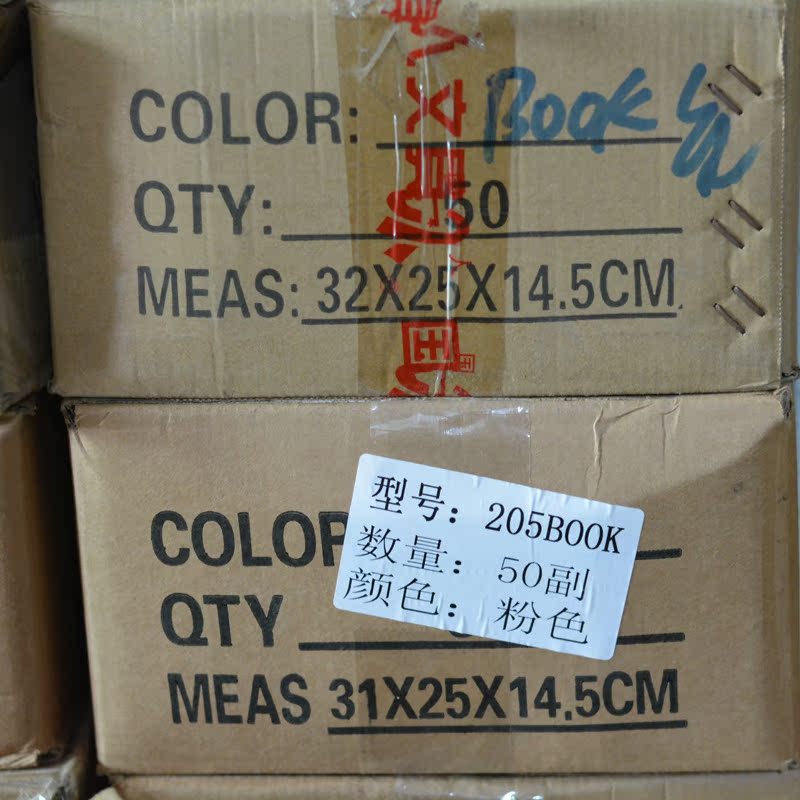 COLOR: BOOK
QTY: 50
MEAS: 32X25X14.5CM
型号: 205BOOK
数量: 50副
颜色: 粉色
COLOR
QTY
MEAS 31X25X14.5CM